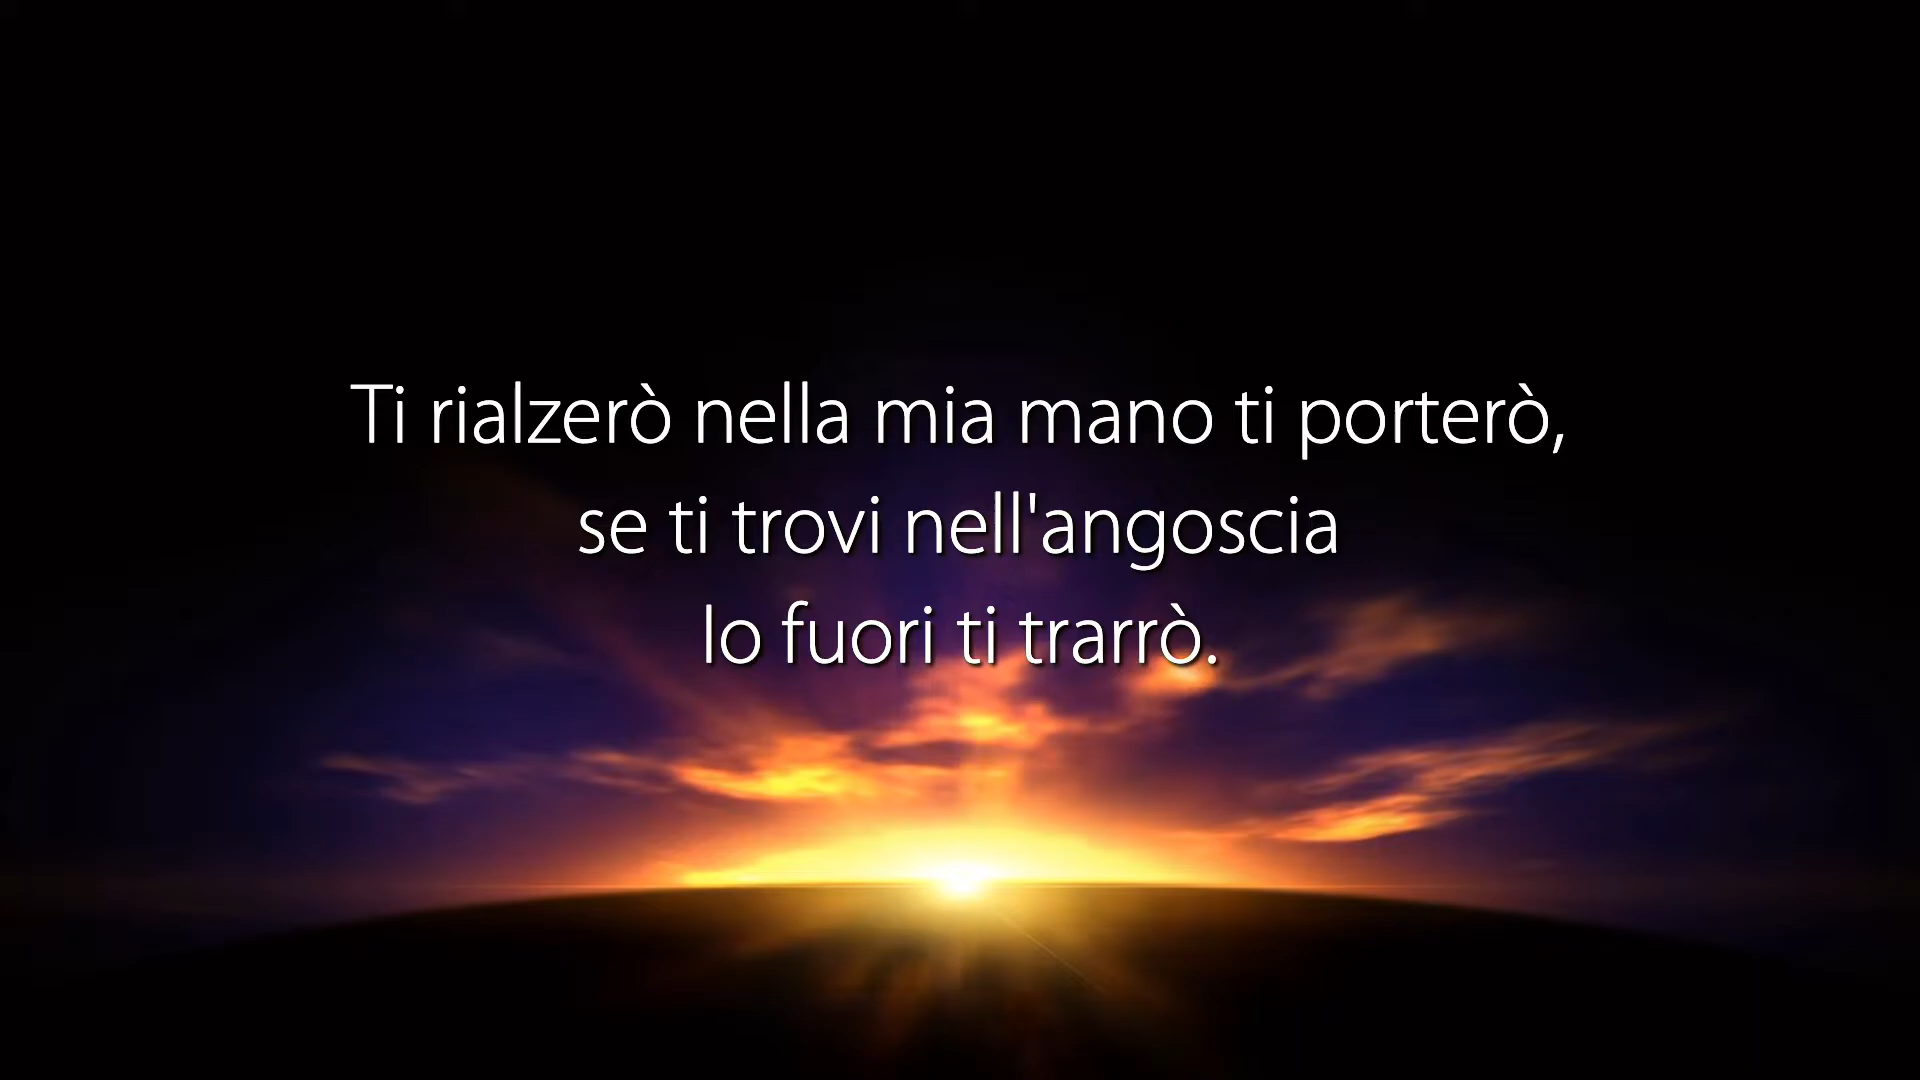 Ti rialzerò nella mia mano ti porterò,
se ti trovi nell'angoscia
Io fuori ti trarrò.